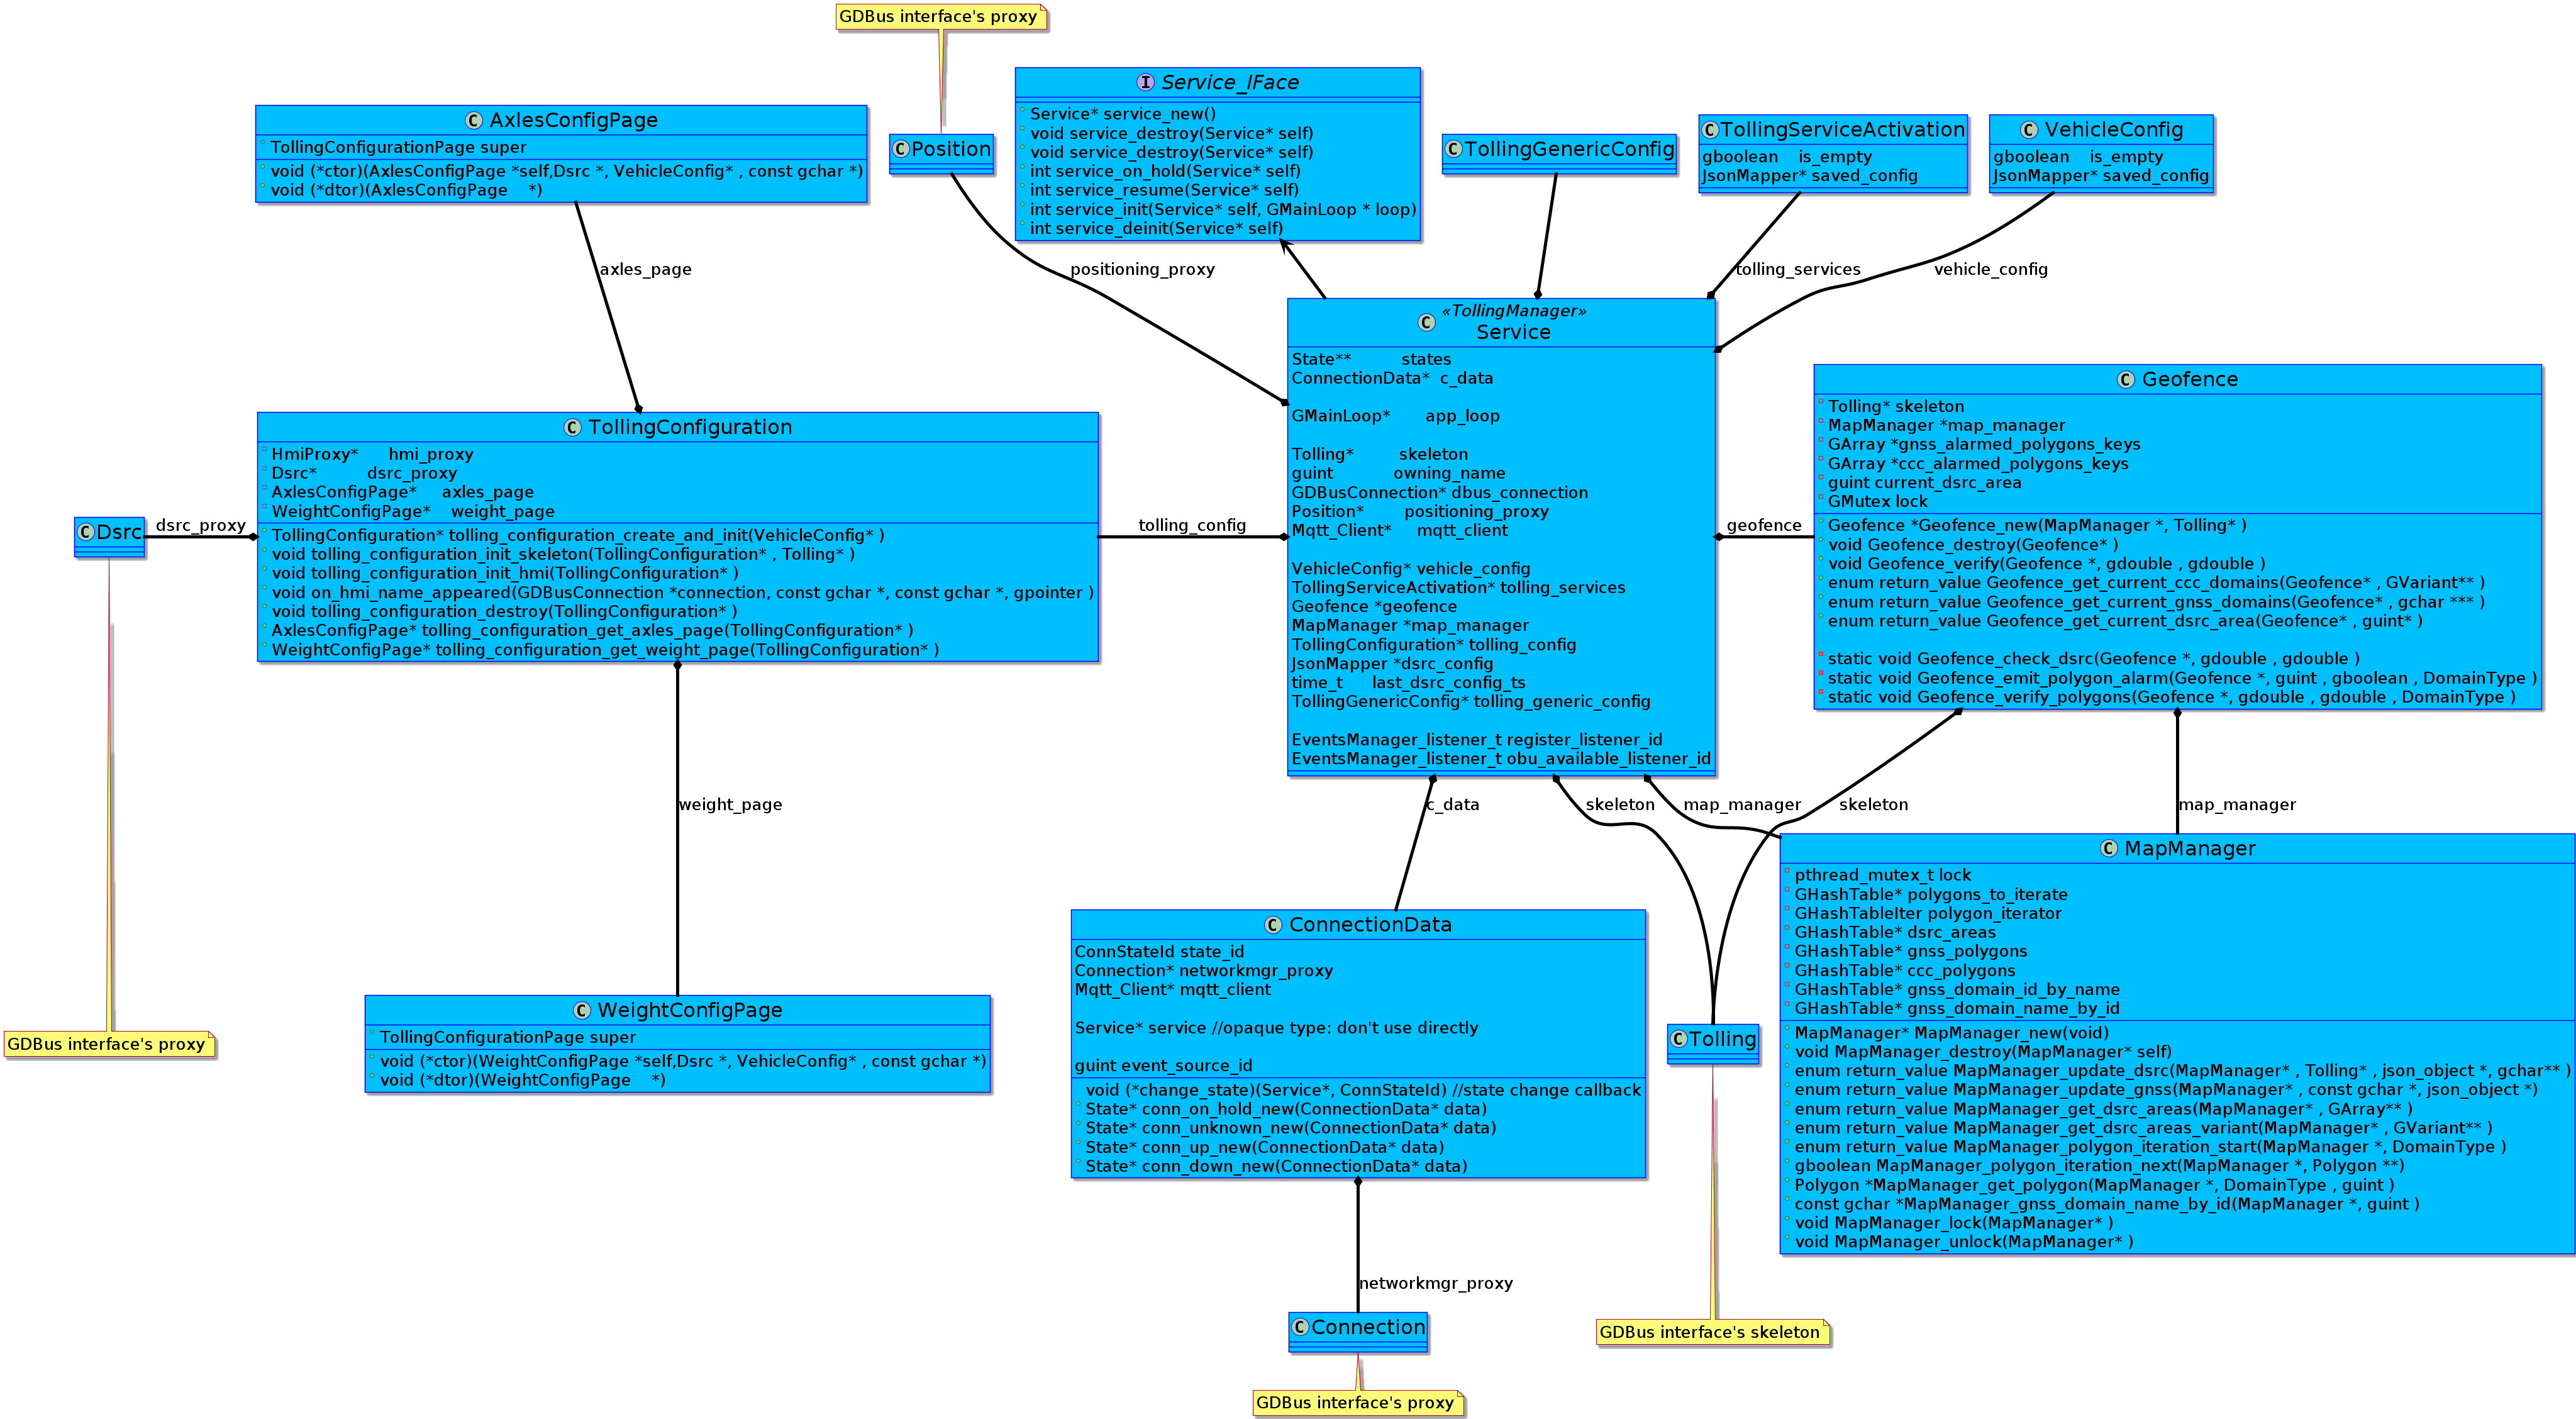 GDBus interface's proxy
I Service_IFace
Service* service_new()
void service_destroy(Service* self)
void service_destroy(Service* self)
int service_on_hold(Service* self)
int service_resume(Service* self)
int service_init(Service* self, GMainLoop * loop)
int service_deinit(Service* self)
C AxlesConfigPage
TollingConfigurationPage super
void (*ctor)(AxlesConfigPage *self,Dsrc *, VehicleConfig* , const gchar *)
void (*dtor)(AxlesConfigPage *)
C Position
C TollingGenericConfig
C TollingServiceActivation
gboolean is_empty
JsonMapper* saved_config
C VehicleConfig
gboolean is_empty
JsonMapper* saved_config
axles_page
positioning_proxy
tolling_services
vehicle_config
C «TollingManager»
Service
State** states
ConnectionData* c_data
GMainLoop* app_loop
Tolling* skeleton
guint owning_name
GDBusConnection* dbus_connection
Position* positioning_proxy
Mqtt_Client* mqtt_client
VehicleConfig* vehicle_config
TollingServiceActivation* tolling_services
Geofence *geofence
MapManager *map_manager
TollingConfiguration* tolling_config
JsonMapper *dsrc_config
time_t last_dsrc_config_ts
TollingGenericConfig* tolling_generic_config
EventsManager_listener_t register_listener_id
EventsManager_listener_t obu_available_listener_id
C Geofence
Tolling* skeleton
MapManager *map_manager
GArray *gnss_alarmed_polygons_keys
GArray *ccc_alarmed_polygons_keys
guint current_dsrc_area
GMutex lock
Geofence *Geofence_new(MapManager *, Tolling* )
void Geofence_destroy(Geofence* )
void Geofence_verify(Geofence *, gdouble , gdouble )
enum return_value Geofence_get_current_ccc_domains(Geofence* , GVariant** )
enum return_value Geofence_get_current_gnss_domains(Geofence* , gchar *** )
enum return_value Geofence_get_current_dsrc_area(Geofence* , guint* )
static void Geofence_check_dsrc(Geofence *, gdouble , gdouble )
static void Geofence_emit_polygon_alarm(Geofence *, guint , gboolean , DomainType )
static void Geofence_verify_polygons(Geofence *, gdouble , gdouble , DomainType )
C TollingConfiguration
HmiProxy* hmi_proxy
Dsrc* dsrc_proxy
AxlesConfigPage* axles_page
WeightConfigPage* weight_page
TollingConfiguration* tolling_configuration_create_and_init(VehicleConfig* )
void tolling_configuration_init_skeleton(TollingConfiguration* , Tolling* )
void tolling_configuration_init_hmi(TollingConfiguration* )
void on_hmi_name_appeared(GDBusConnection *connection, const gchar *, const gchar *, gpointer )
void tolling_configuration_destroy(TollingConfiguration* )
AxlesConfigPage* tolling_configuration_get_axles_page(TollingConfiguration* )
WeightConfigPage* tolling_configuration_get_weight_page(TollingConfiguration* )
C Dsrc
dsrc_proxy
tolling_config
geofence
weight_page
c_data
skeleton
map_manager
skeleton
map_manager
C MapManager
pthread_mutex_t lock
GHashTable* polygons_to_iterate
GHashTableIter polygon_iterator
GHashTable* dsrc_areas
GHashTable* gnss_polygons
GHashTable* ccc_polygons
GHashTable* gnss_domain_id_by_name
GHashTable* gnss_domain_name_by_id
MapManager* MapManager_new(void)
void MapManager_destroy(MapManager* self)
enum return_value MapManager_update_dsrc(MapManager* , Tolling* , json_object *, gchar** )
enum return_value MapManager_update_gnss(MapManager* , const gchar *, json_object *)
enum return_value MapManager_get_dsrc_areas(MapManager* , GArray** )
enum return_value MapManager_get_dsrc_areas_variant(MapManager* , GVariant** )
enum return_value MapManager_polygon_iteration_start(MapManager *, DomainType )
gboolean MapManager_polygon_iteration_next(MapManager *, Polygon **)
Polygon *MapManager_get_polygon(MapManager *, DomainType , guint )
const gchar *MapManager_gnss_domain_name_by_id(MapManager *, guint )
void MapManager_lock(MapManager* )
void MapManager_unlock(MapManager* )
C ConnectionData
ConnStateId state_id
Connection* networkmgr_proxy
Mqtt_Client* mqtt_client
Service* service //opaque type: don't use directly
guint event_source_id
void (*change_state)(Service*, ConnStateId) //state change callback
State* conn_on_hold_new(ConnectionData* data)
State* conn_unknown_new(ConnectionData* data)
State* conn_up_new(ConnectionData* data)
State* conn_down_new(ConnectionData* data)
C WeightConfigPage
TollingConfigurationPage super
void (*ctor)(WeightConfigPage *self,Dsrc *, VehicleConfig* , const gchar *)
void (*dtor)(WeightConfigPage *)
GDBus interface's proxy
C Tolling
networkmgr_proxy
C Connection
GDBus interface's skeleton
GDBus interface's proxy